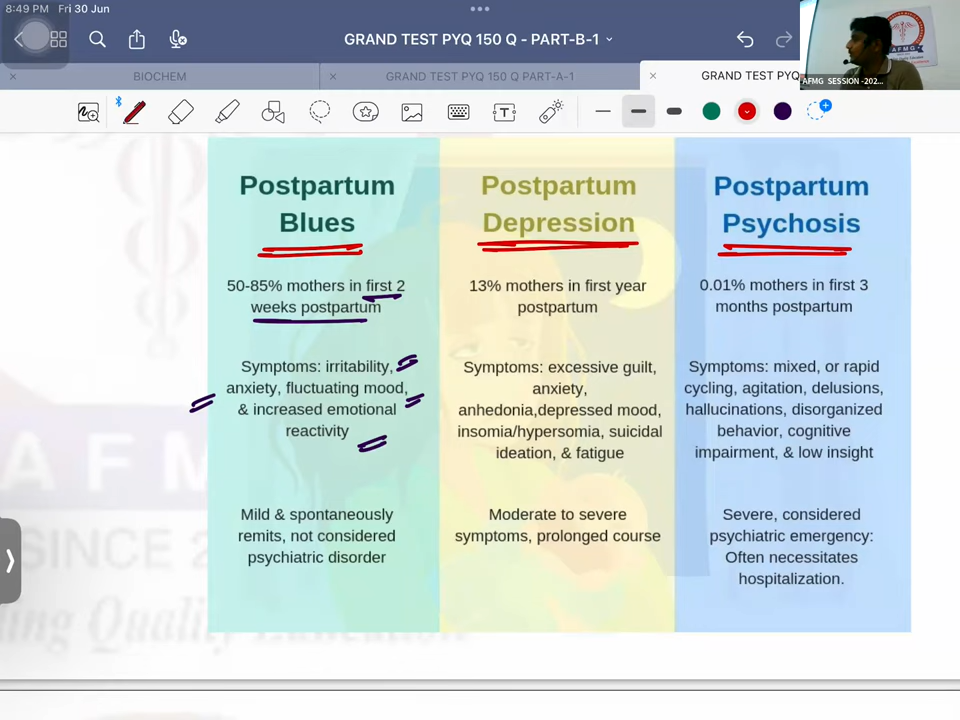 8:49 PM Fri 30 Jun
GRAND TEST PYQ 150 Q - PART-B-1
BIOCHEM
GRAND TEST PYQ 150 Q PART-A-1
GRAND TEST PYQ
AFMG
AFMG SESSION -202...
Postpartum
Blues
50-85% mothers in first 2
weeks postpartum
Symptoms: irritability,
anxiety, fluctuating mood,
& increased emotional
reactivity
Mild & spontaneously
remits, not considered
psychiatric disorder
Postpartum
Depression
13% mothers in first year
postpartum
Symptoms: excessive guilt,
anxiety,
anhedonia,depressed mood,
insomia/hypersomia, suicidal
ideation, & fatigue
Moderate to severe
symptoms, prolonged course
Postpartum
Psychosis
0.01% mothers in first 3
months postpartum
Symptoms: mixed, or rapid
cycling, agitation, delusions,
hallucinations, disorganized
behavior, cognitive
impairment, & low insight
Severe, considered
psychiatric emergency:
Often necessitates
hospitalization.
AFM
SINCE 2
ing Quality